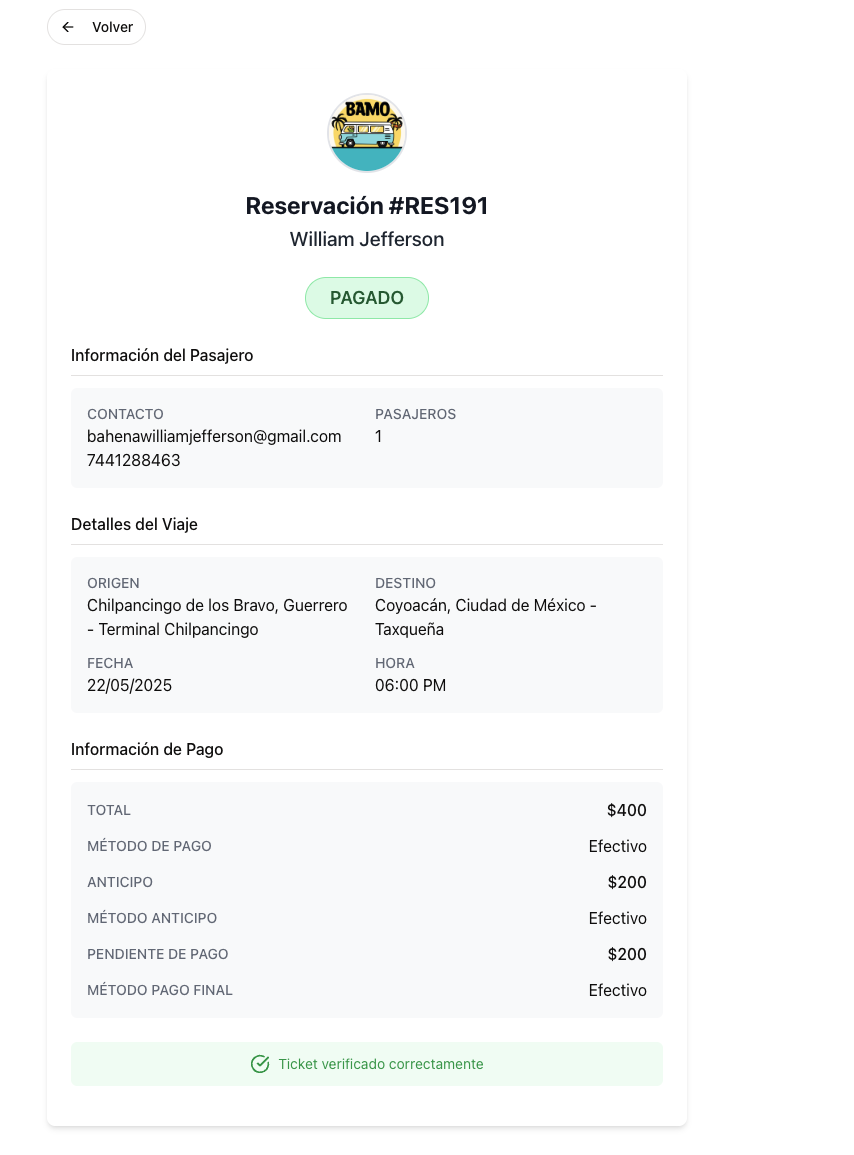 Volver
BAMO
Reservación #RES191
William Jefferson
PAGADO
Información del Pasajero
CONTACTO
PASAJEROS
bahenawilliamjefferson@gmail.com
1
7441288463
Detalles del Viaje
ORIGEN
DESTINO
Chilpancingo de los Bravo, Guerrero
- Terminal Chilpancingo
Coyoacán, Ciudad de México -
Taxqueña
FECHA
HORA
22/05/2025
06:00 PM
Información de Pago
TOTAL $400
MÉTODO DE PAGO Efectivo
ANTICIPO $200
MÉTODO ANTICIPO Efectivo
PENDIENTE DE PAGO $200
MÉTODO PAGO FINAL Efectivo
Ticket verificado correctamente